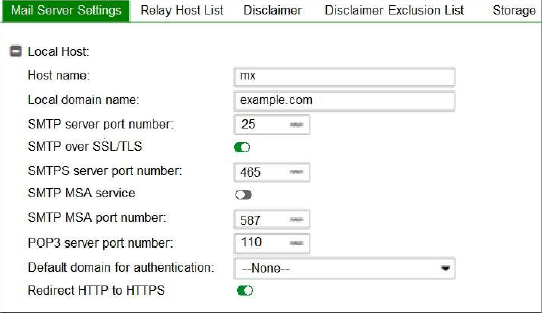 Mail Server Settings Relay Host List Disclaimer Disclaimer Exclusion List Storage
Local Host:
Host name: mx
Local domain name: example.com
SMTP server port number: 25
SMTP over SSL/TLS
SMTPS server port number: 465
SMTP MSA service
SMTP MSA port number: 587
POP3 server port number: 110
Default domain for authentication: --None--
Redirect HTTP to HTTPS